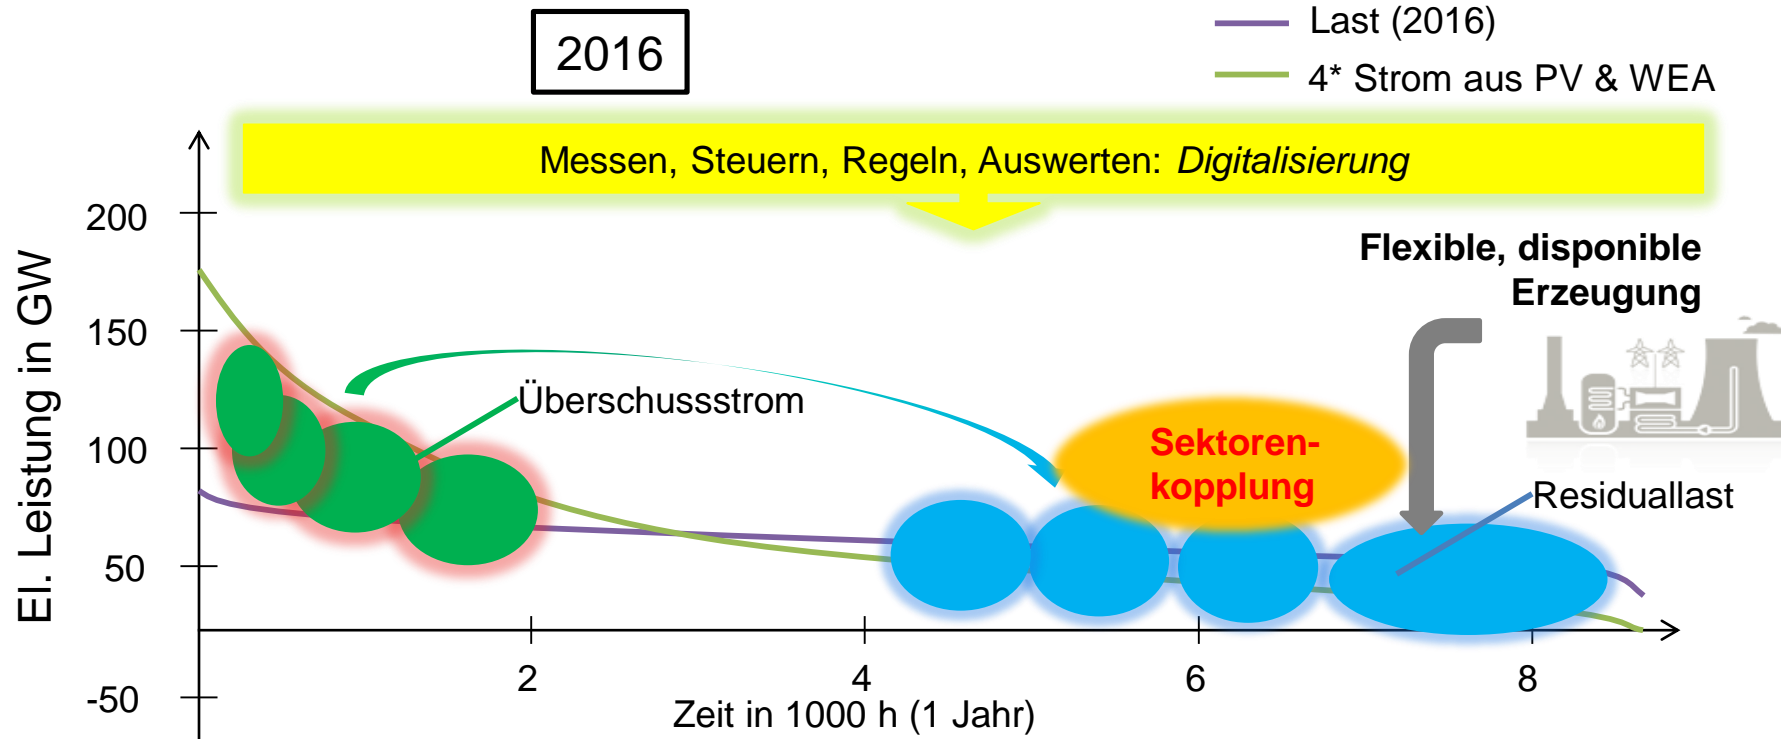 2016
Last (2016)
4* Strom aus PV & WEA
Messen, Steuern, Regeln, Auswerten: Digitalisierung
El. Leistung in GW
200
150
100
50
-50
Flexible, disponible
Erzeugung
Überschussstrom
Sektoren-
kopplung
Residuallast
2
4
6
8
Zeit in 1000 h (1 Jahr)